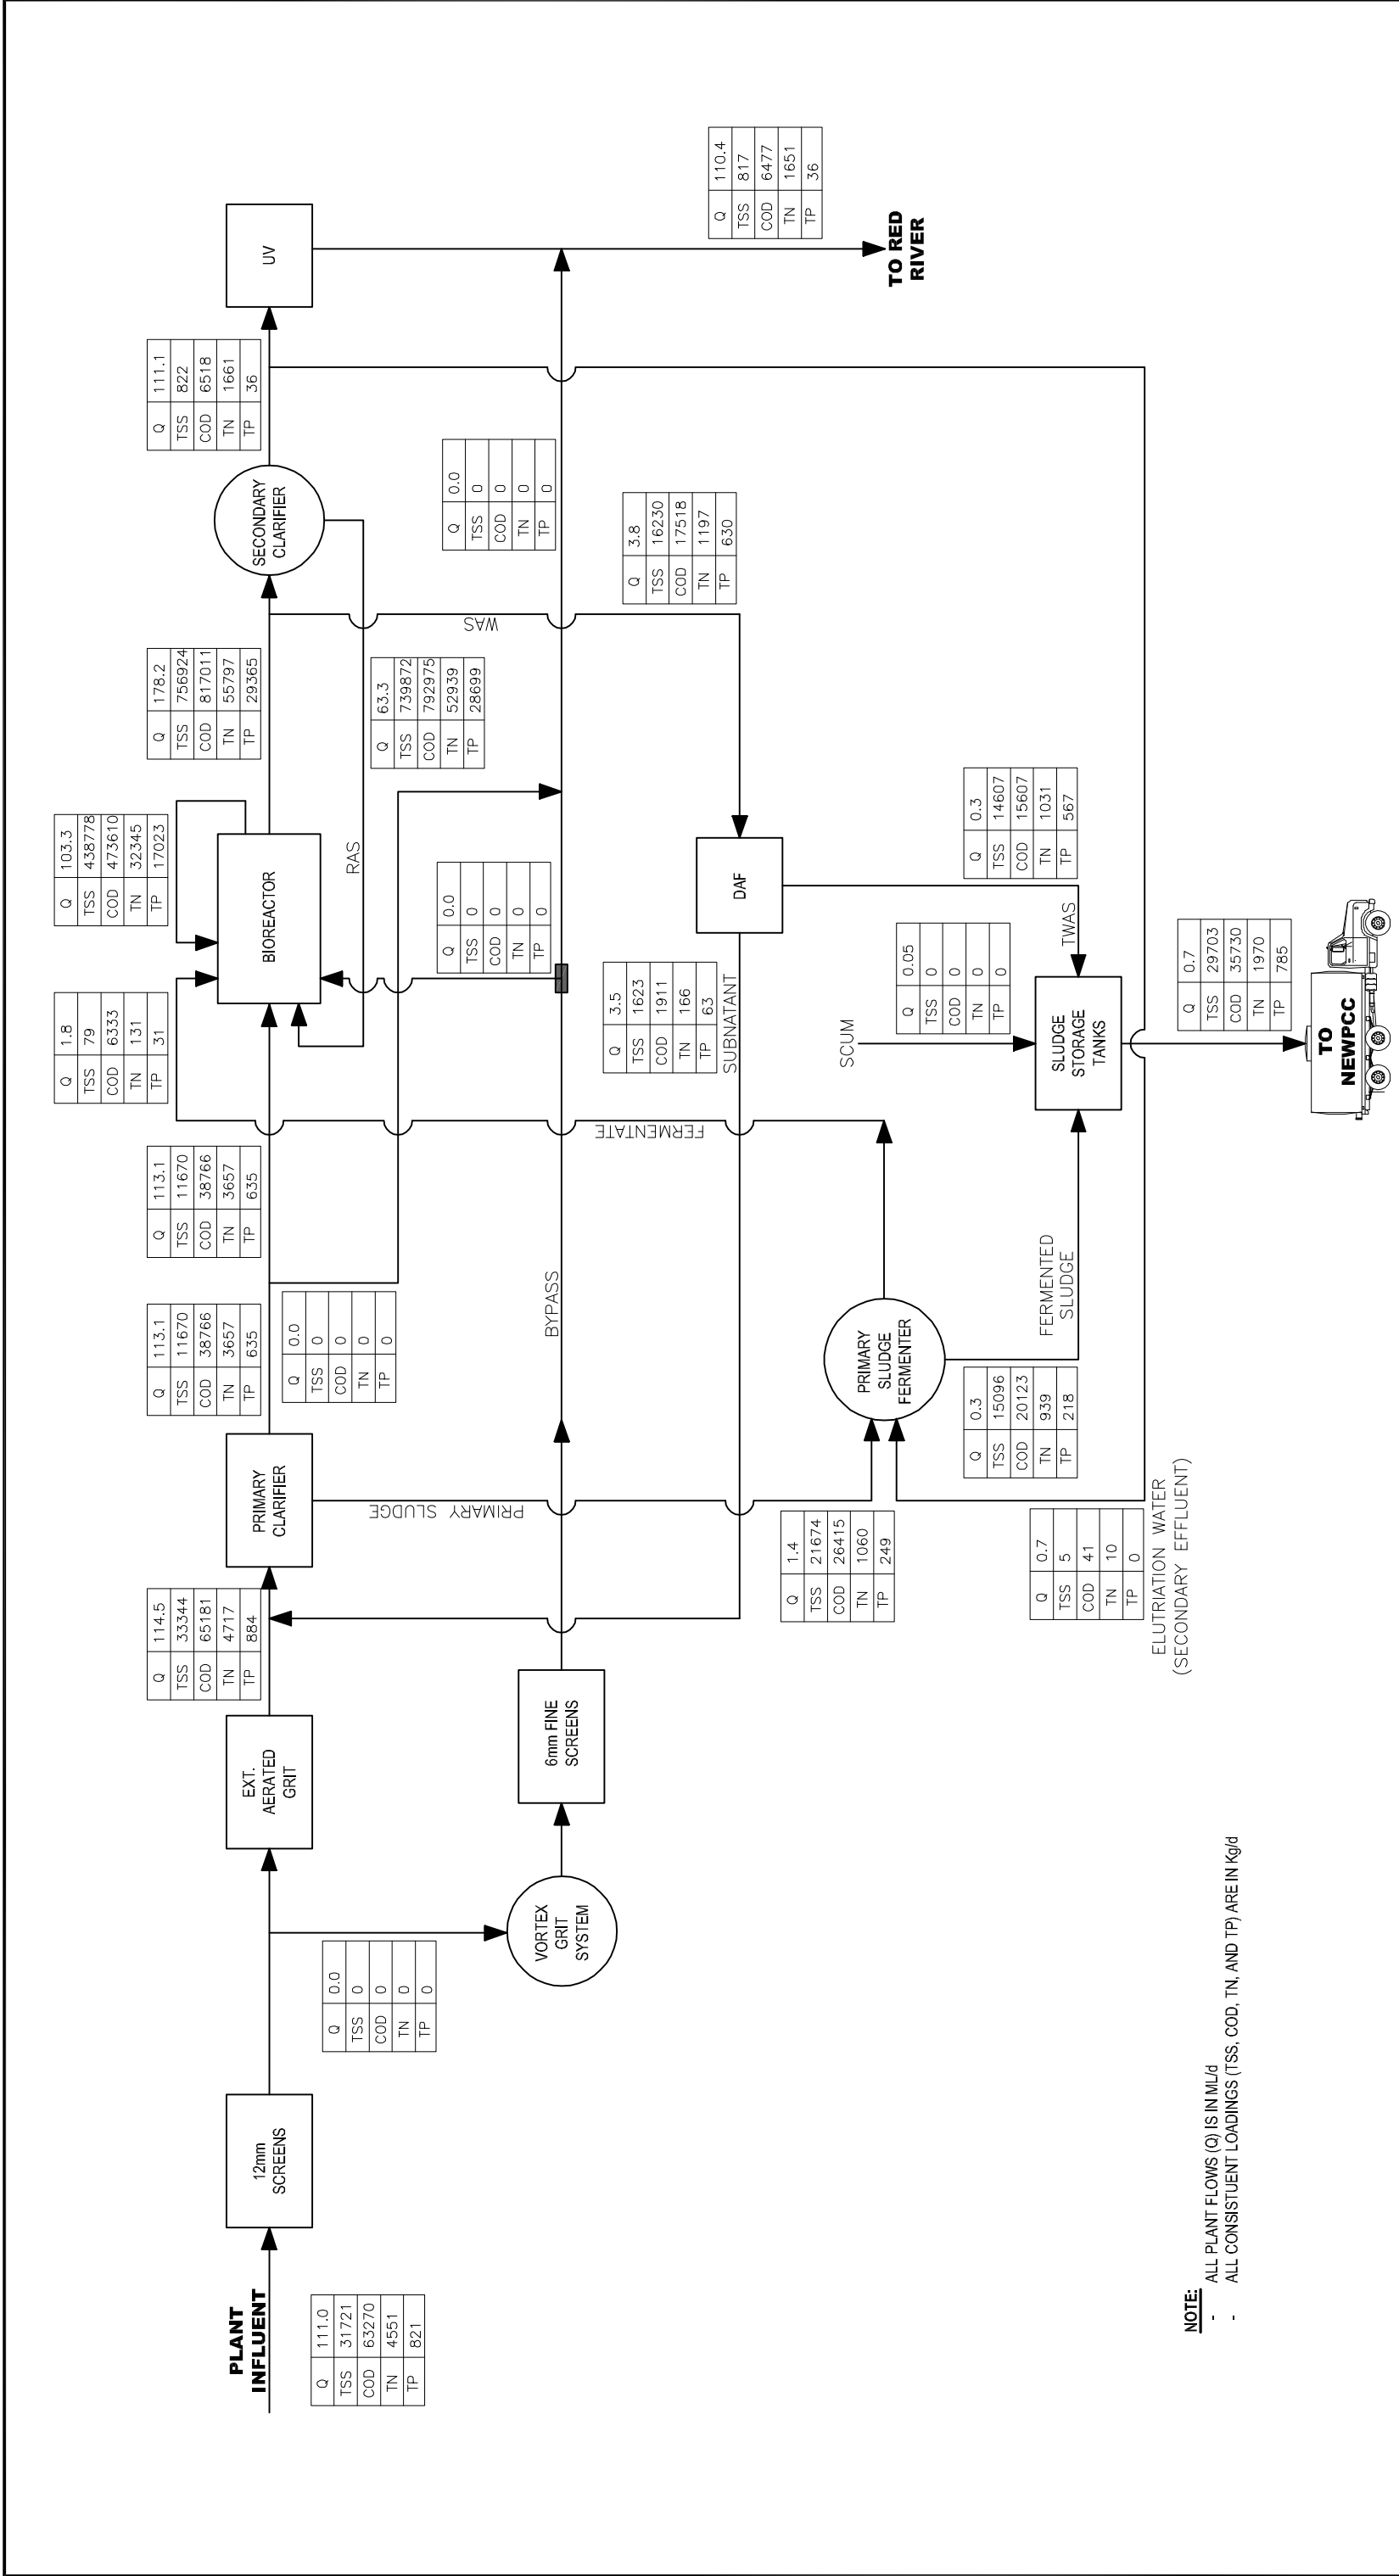 PLANT
INFLUENT
Q 111.0
TSS 31721
COD 63270
TN 4551
TP 821
12mm
SCREENS
Q 0.0
TSS 0
COD 0
TN 0
TP 0
VORTEX
GRIT
SYSTEM
EXT.
AERATED
GRIT
6mm FINE
SCREENS
Q 114.5
TSS 33344
COD 65181
TN 4717
TP 884
PRIMARY
CLARIFIER
PRIMARY SLUDGE
Q 113.1
TSS 11670
COD 38766
TN 3657
TP 635
Q 0.0
TSS 0
COD 0
TN 0
TP 0
BYPASS
Q 113.1
TSS 11670
COD 38766
TN 3657
TP 635
Q 1.8
TSS 79
COD 6333
TN 131
TP 31
FERMENTATE
Q 103.3
TSS 438778
COD 473610
TN 32345
TP 17023
BIOREACTOR
RAS
Q 0.0
TSS 0
COD 0
TN 0
TP 0
Q 178.2
TSS 756924
COD 817011
TN 55797
TP 29365
Q 63.3
TSS 739872
COD 792975
TN 52939
TP 28699
WAS
SECONDARY
CLARIFIER
Q 0.0
TSS 0
COD 0
TN 0
TP 0
Q 3.8
TSS 16230
COD 17518
TN 1197
TP 630
Q 111.1
TSS 822
COD 6518
TN 1661
TP 36
UV
Q 110.4
TSS 817
COD 6477
TN 1651
TP 36
TO RED
RIVER
Q 3.5
TSS 1623
COD 1911
TN 166
TP 63
SUBNATANT
DAF
Q 1.4
TSS 21674
COD 26415
TN 1060
TP 249
PRIMARY
SLUDGE
FERMENTER
Q 0.3
TSS 15096
COD 20123
TN 939
TP 218
FERMENTED
SLUDGE
Q 0.7
TSS 5
COD 41
TN 10
TP 0
ELUTRIATION WATER
(SECONDARY EFFLUENT)
SCUM
Q 0.05
TSS 0
COD 0
TN 0
TP 0
Q 0.3
TSS 14607
COD 15607
TN 1031
TP 567
TWAS
SLUDGE
STORAGE
TANKS
Q 0.7
TSS 29703
COD 35730
TN 1970
TP 785
TO
NEWPCC
NOTE:
- ALL PLANT FLOWS (Q) IS IN ML/d
- ALL CONSISTUENT LOADINGS (TSS, COD, TN, AND TP) ARE IN Kg/d